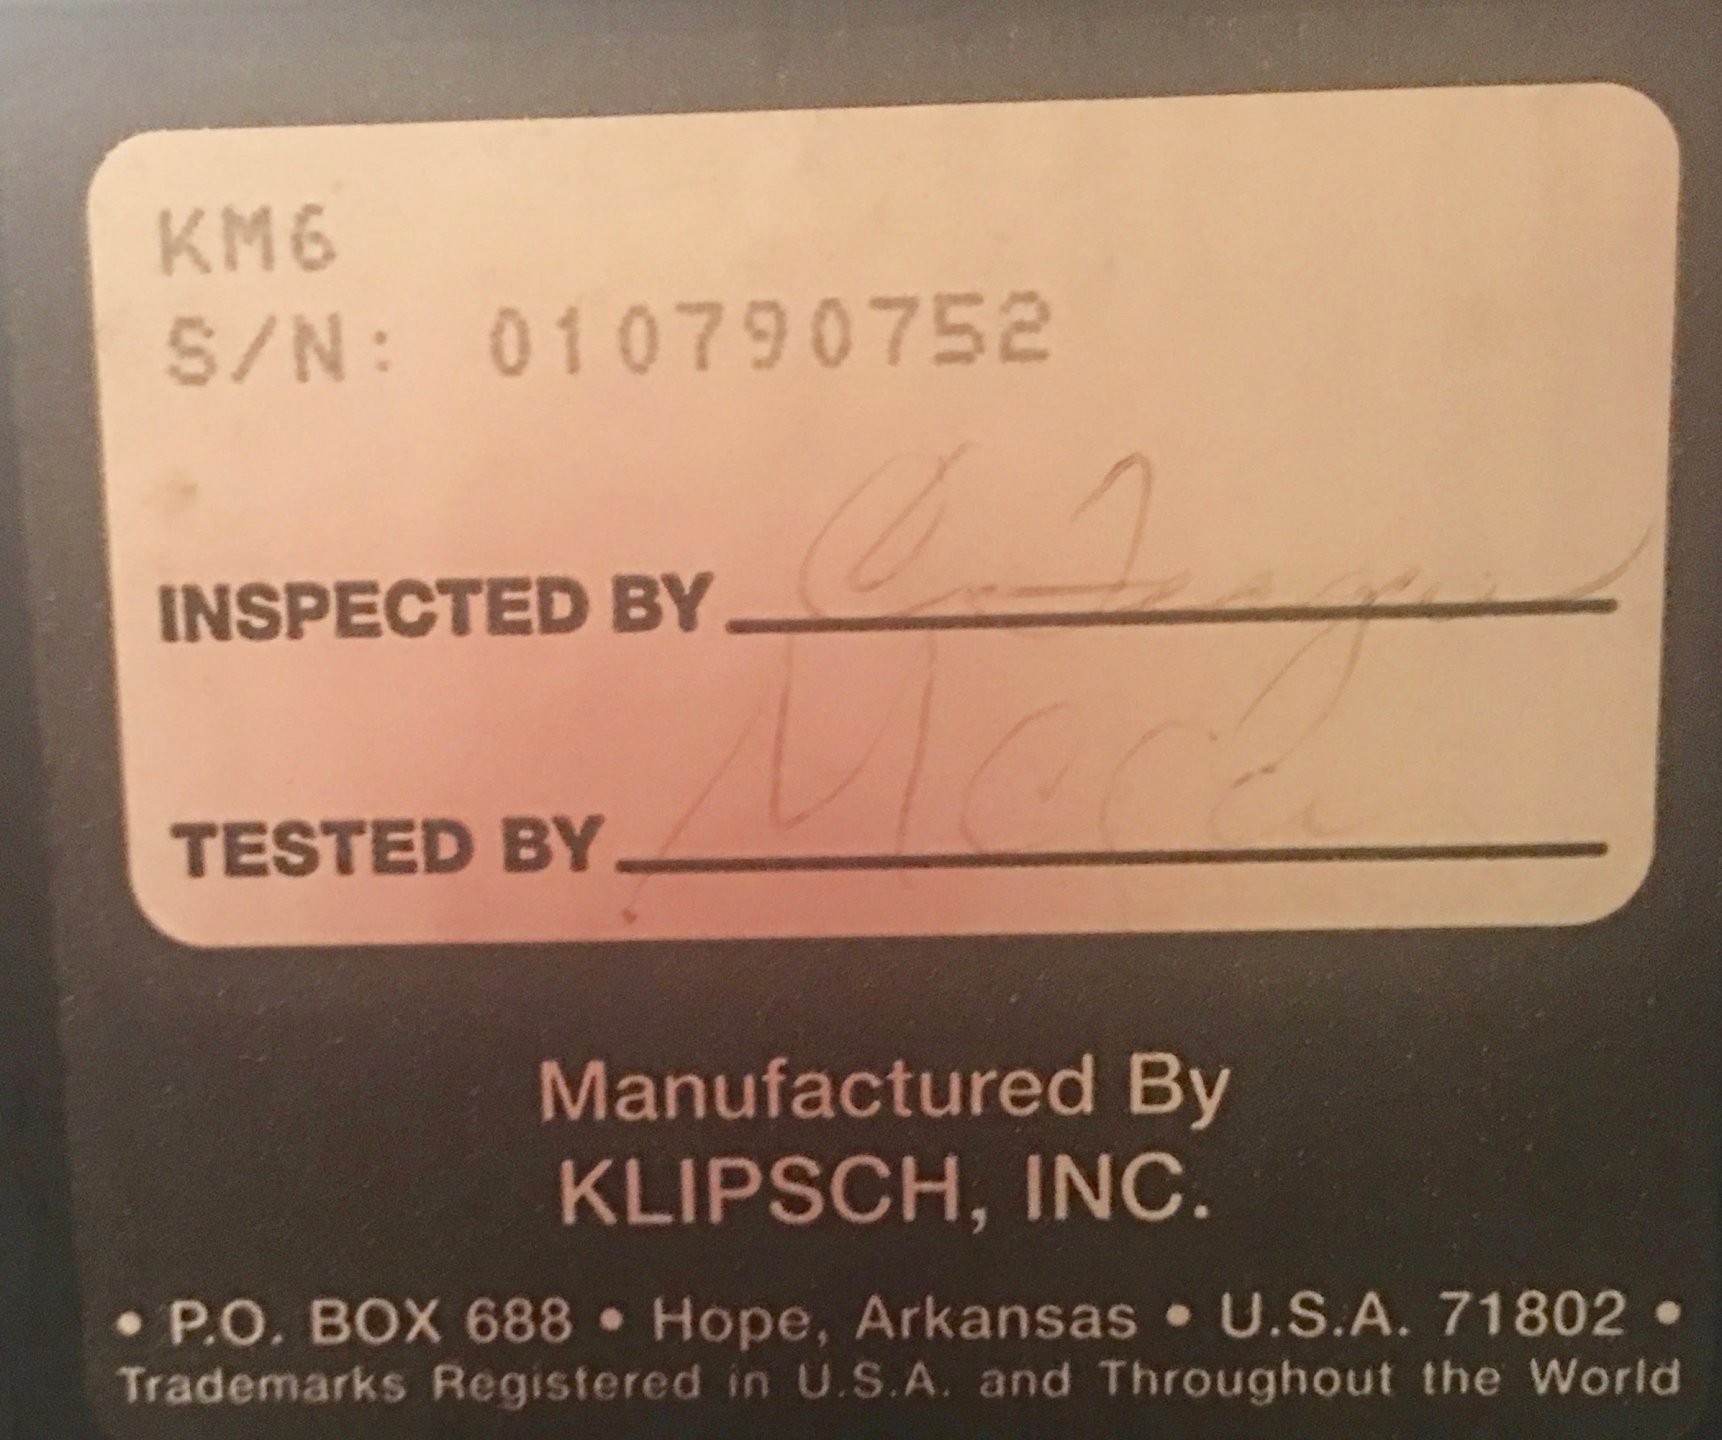 KM6
S/N: 010790752
INSPECTED BY
TESTED BY
Manufactured By
KLIPSCH, INC.
• P.O. BOX 688 • Hope, Arkansas • U.S.A. 71802 •
Trademarks Registered in U.S.A. and Throughout the World